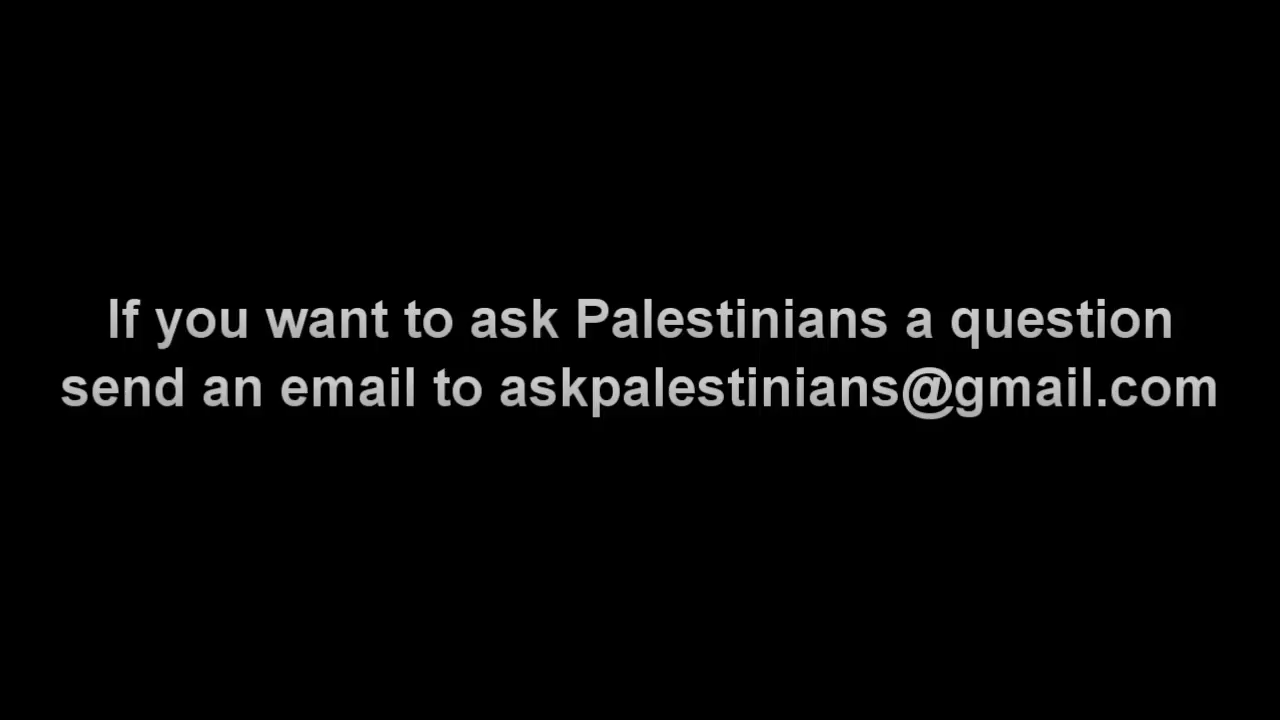 If you want to ask Palestinians a question
send an email to askpalestinians@gmail.com